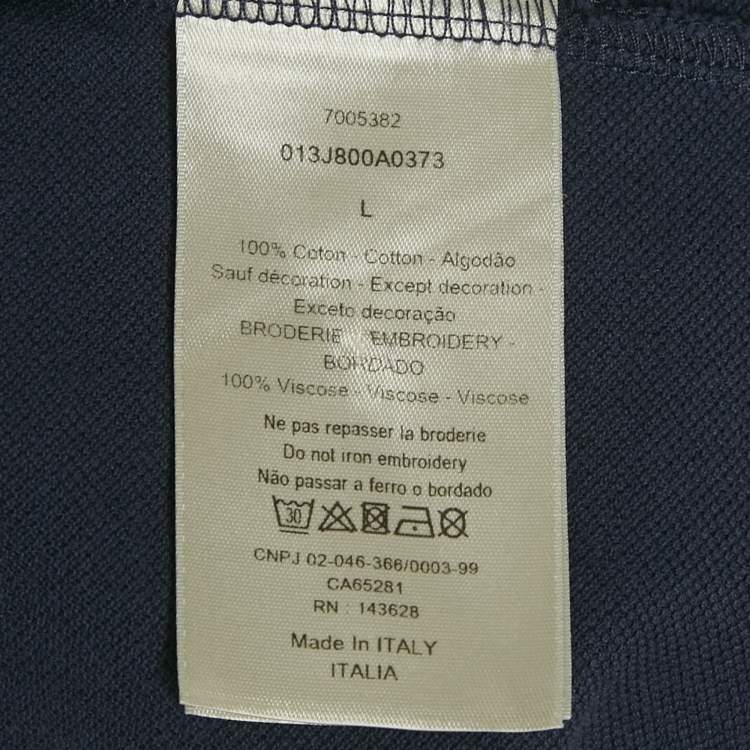 7005382
013J800A0373
L
100% Coton - Cotton - Algodão
Sauf décoration - Except decoration -
Exceto decoração
BRODERIE - EMBROIDERY -
BORDADO
100% Viscose - Viscose - Viscose
Ne pas repasser la broderie
Do not iron embroidery
Não passar a ferro o bordado
30
CNPJ 02-046-366/0003-99
CA65281
RN : 143628
Made In ITALY
ITALIA